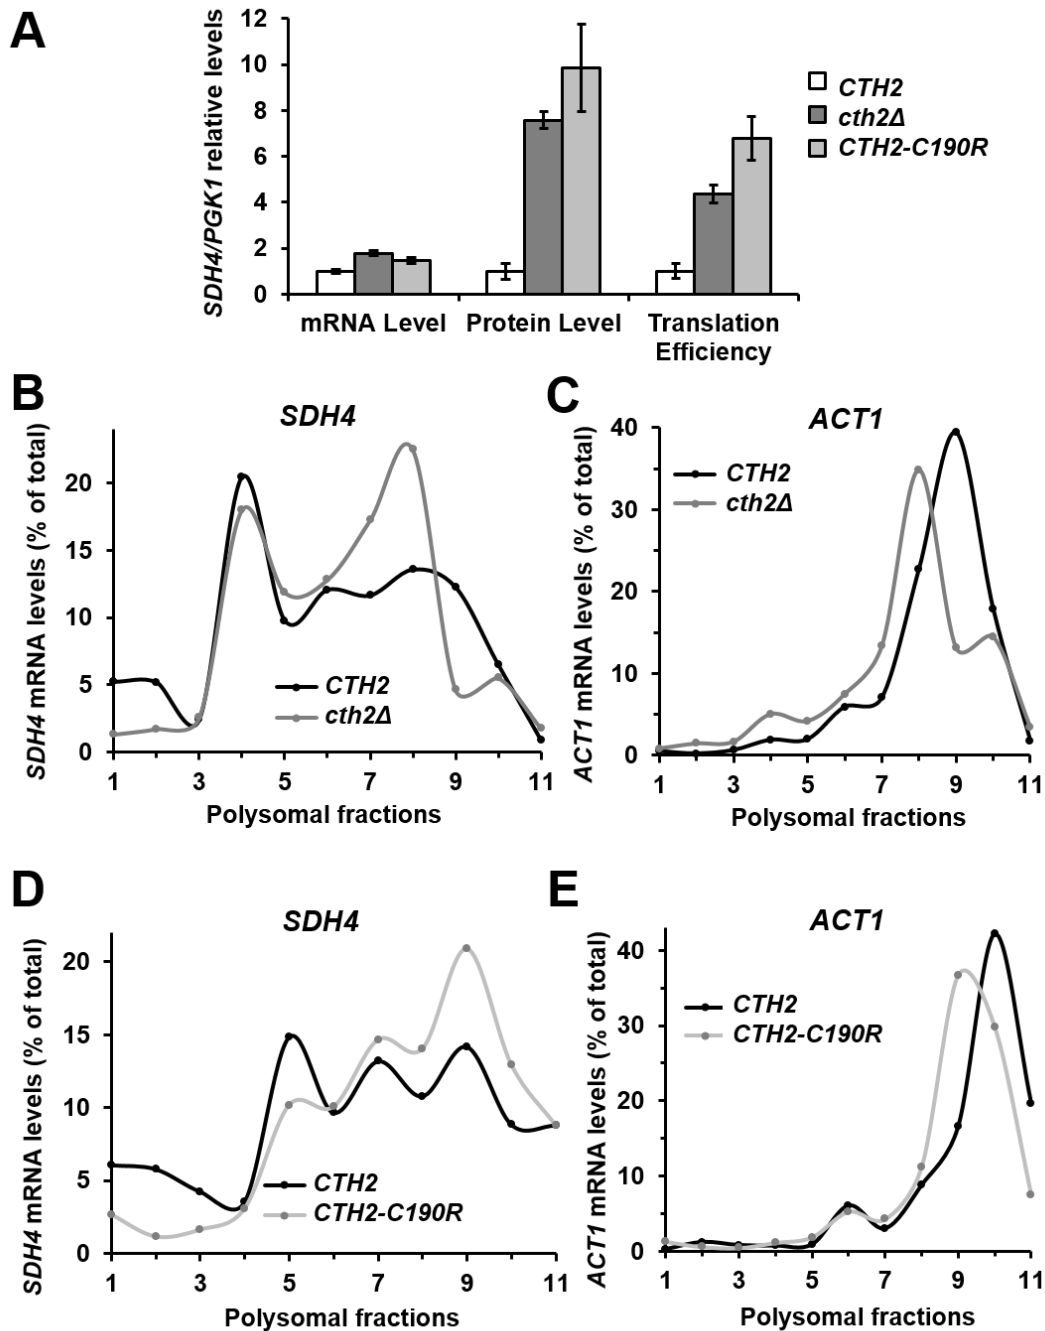 A
SDH4/PGK1 relative levels
12
10
8
6
4
2
0
mRNA Level
Protein Level
Translation
Efficiency
CTH2
cth2Δ
CTH2-C190R
B
SDH4
SDH4 mRNA levels (% of total)
20
15
10
5
0
CTH2
cth2Δ
1 3 5 7 9 11
Polysomal fractions
C
ACT1
ACT1 mRNA levels (% of total)
40
30
20
10
0
CTH2
cth2Δ
1 3 5 7 9 11
Polysomal fractions
D
SDH4
SDH4 mRNA levels (% of total)
20
15
10
5
0
CTH2
CTH2-C190R
1 3 5 7 9 11
Polysomal fractions
E
ACT1
ACT1 mRNA levels (% of total)
40
30
20
10
0
CTH2
CTH2-C190R
1 3 5 7 9 11
Polysomal fractions